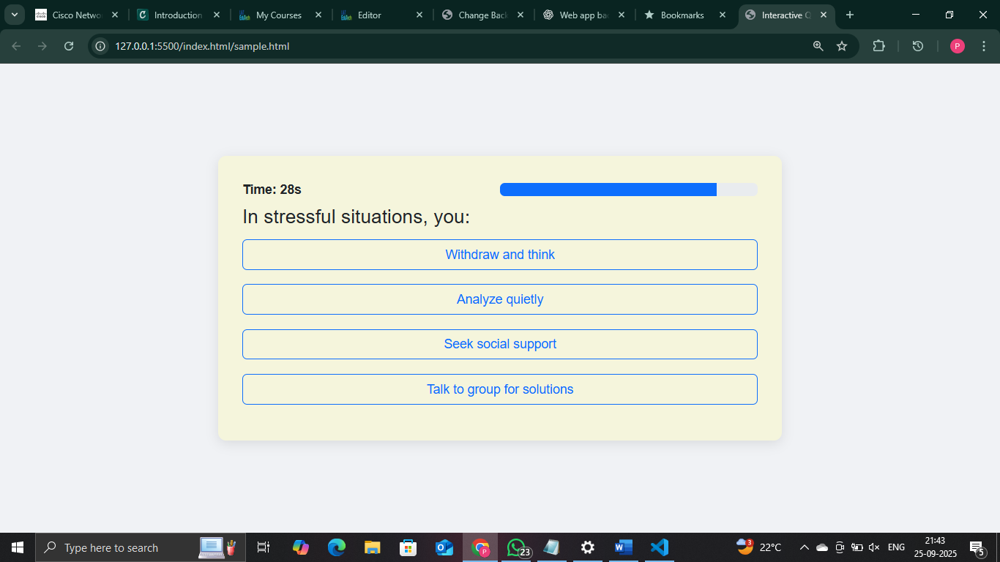 Cisco Netwo
Introduction
My Courses
Editor
Change Back
Web app bac
Bookmarks
Interactive Q
127.0.0.1:5500/index.html/sample.html
P
Time: 28s
In stressful situations, you:
Withdraw and think
Analyze quietly
Seek social support
Talk to group for solutions
Type here to search
23
3
22°C
ENG
21:43
25-09-2025
5